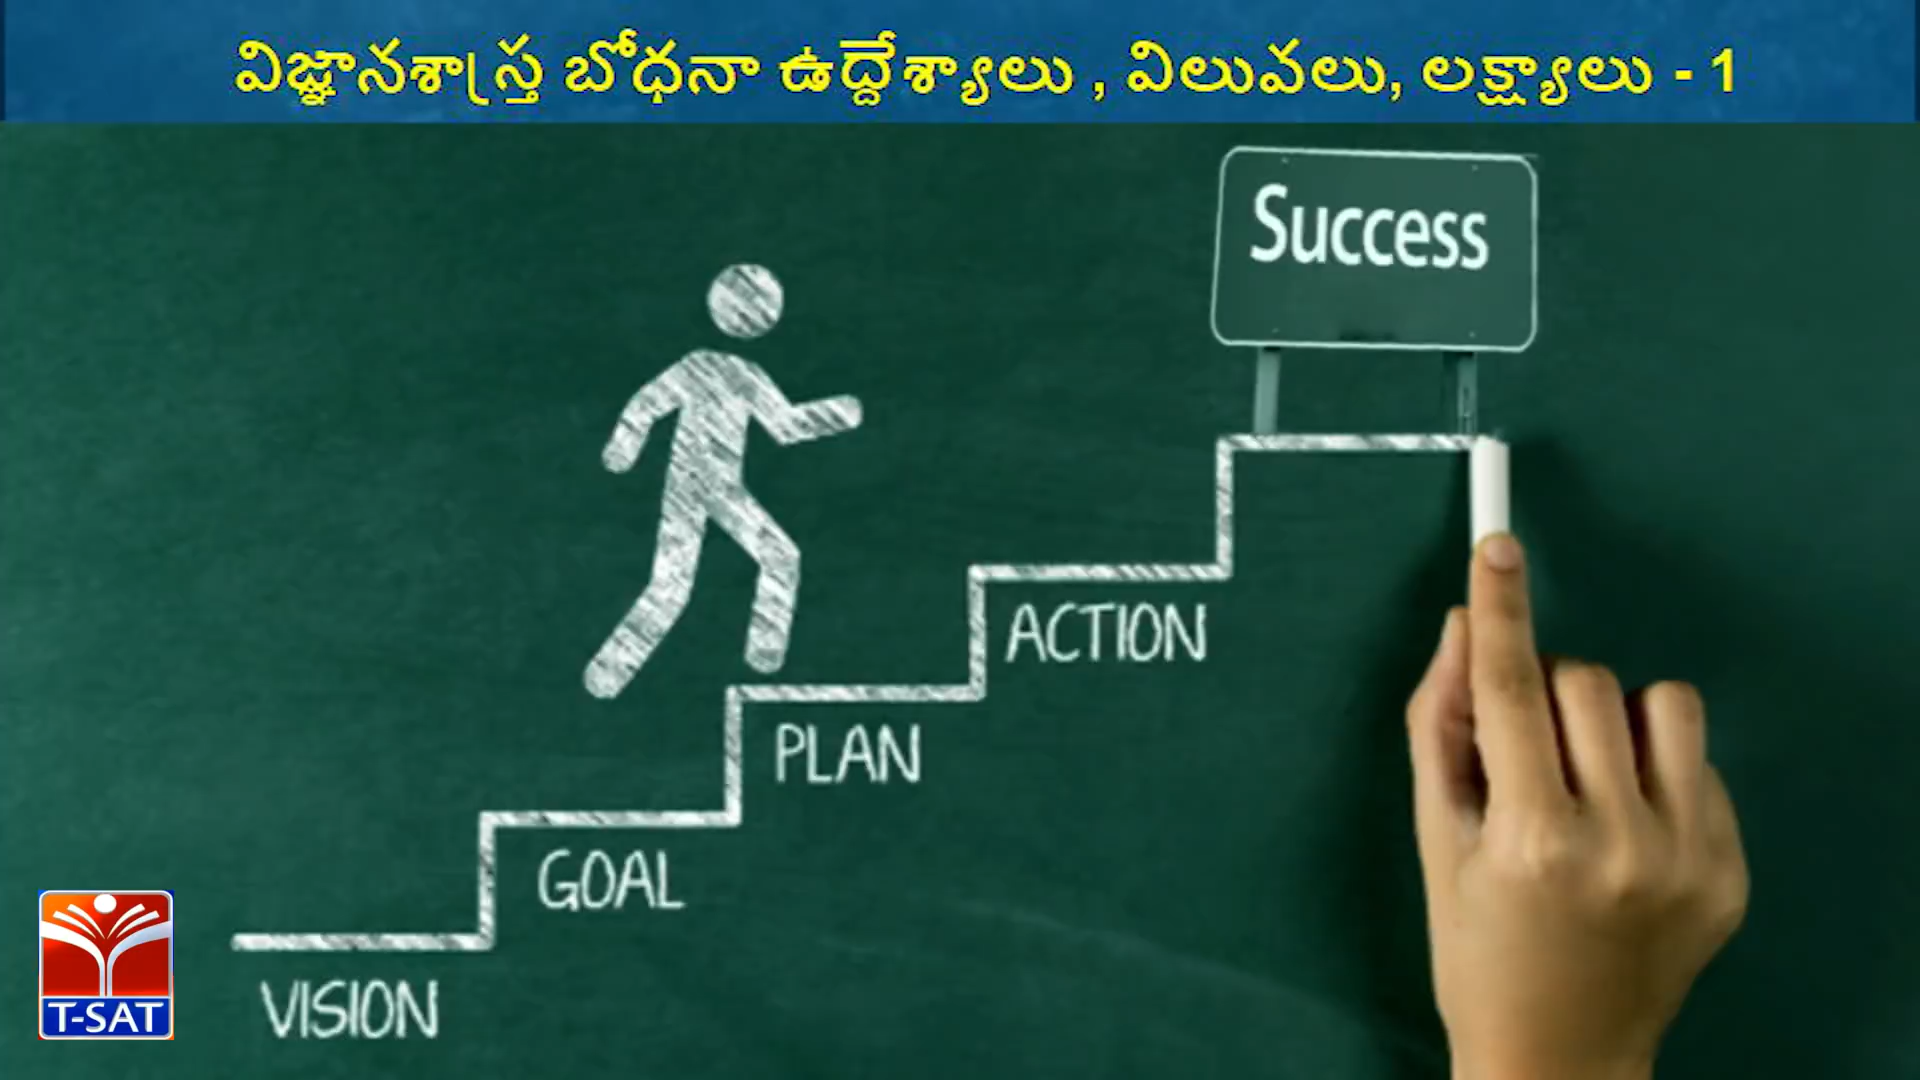 విజ్ఞానశాస్త్ర బోధనా ఉద్దేశ్యాలు , విలువలు, లక్ష్యాలు - 1
Success
ACTION
PLAN
GOAL
VISION
T-SAT